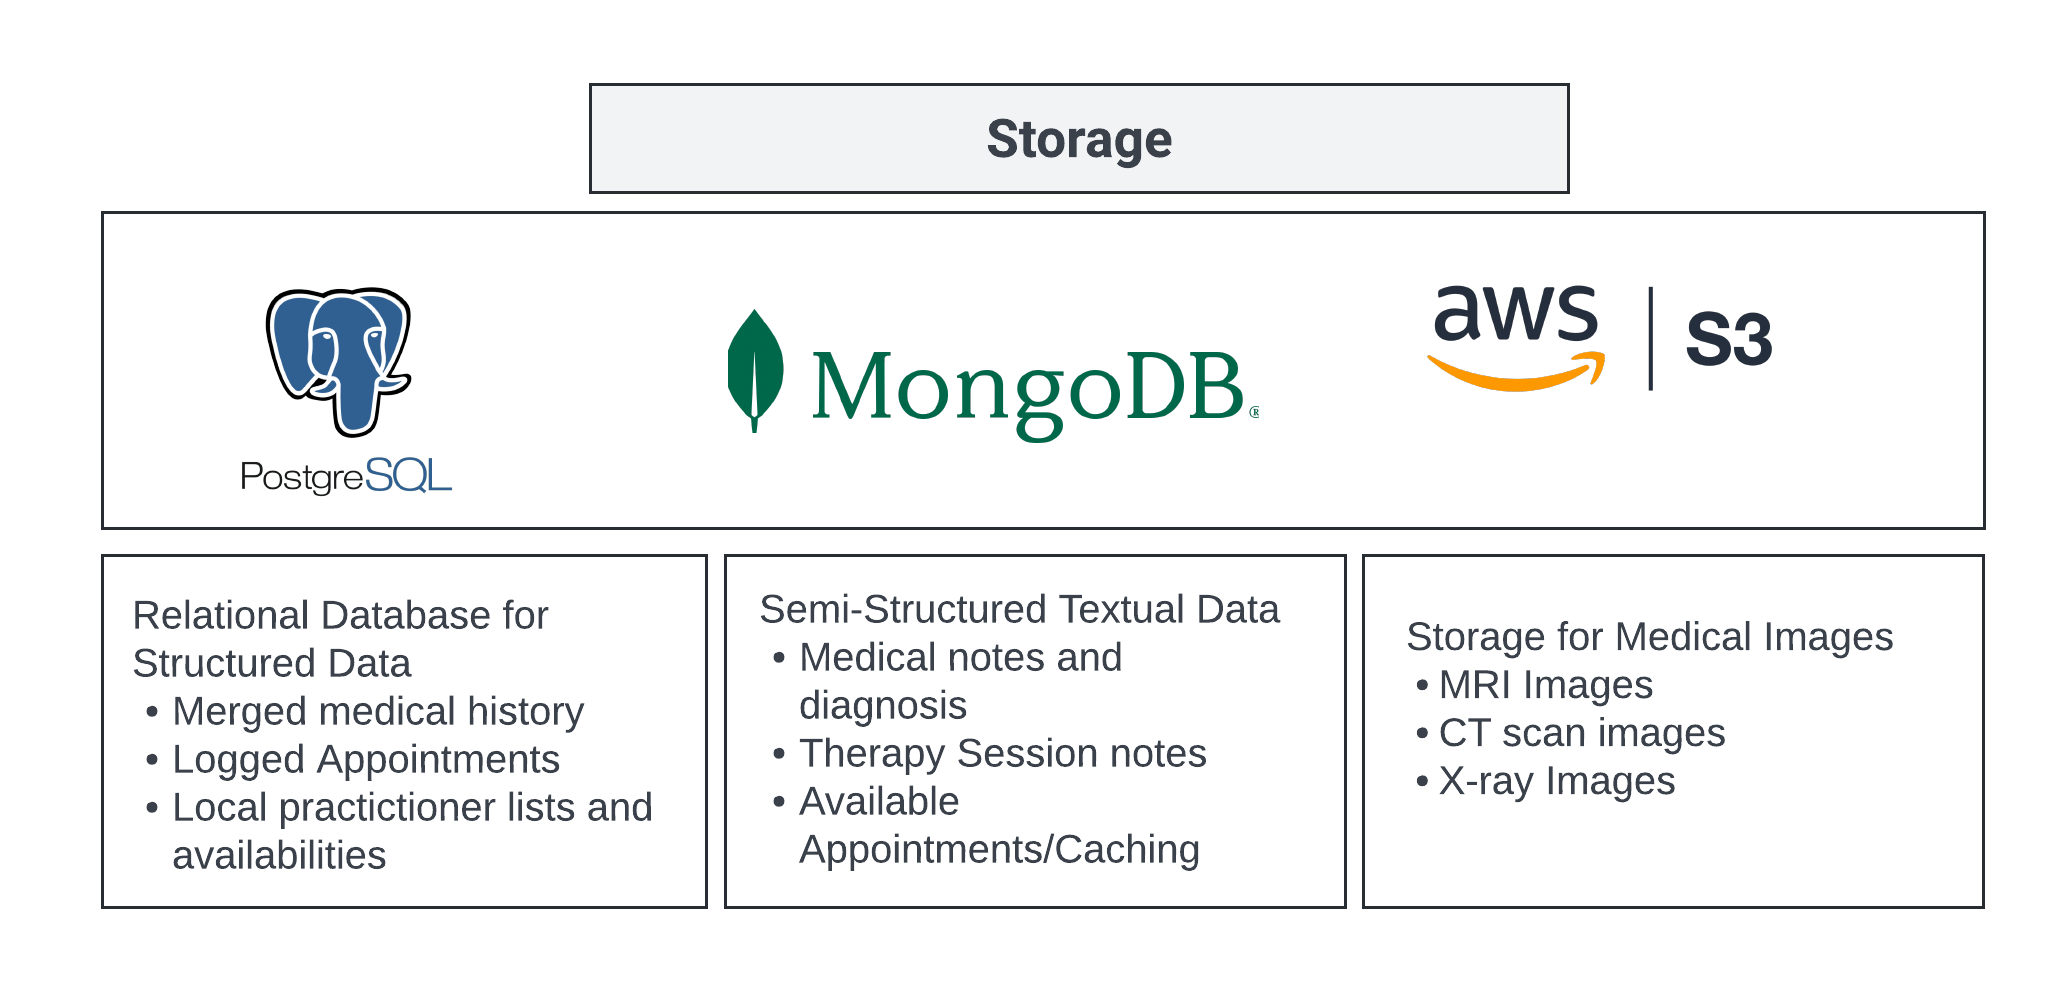 Storage
PostgreSQL
MongoDB®
aws
S3
Relational Database for
Structured Data
• Merged medical history
• Logged Appointments
• Local practictioner lists and
availabilities
Semi-Structured Textual Data
• Medical notes and
diagnosis
• Therapy Session notes
• Available
Appointments/Caching
Storage for Medical Images
• MRI Images
• CT scan images
• X-ray Images